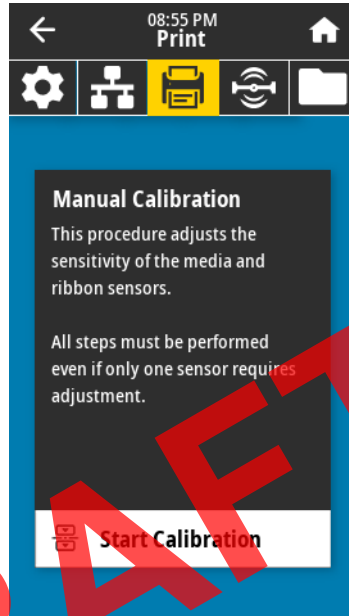 08:55 PM
Print
Manual Calibration
This procedure adjusts the
sensitivity of the media and
ribbon sensors.
All steps must be performed
even if only one sensor requires
adjustment.
Start Calibration
DRAFT